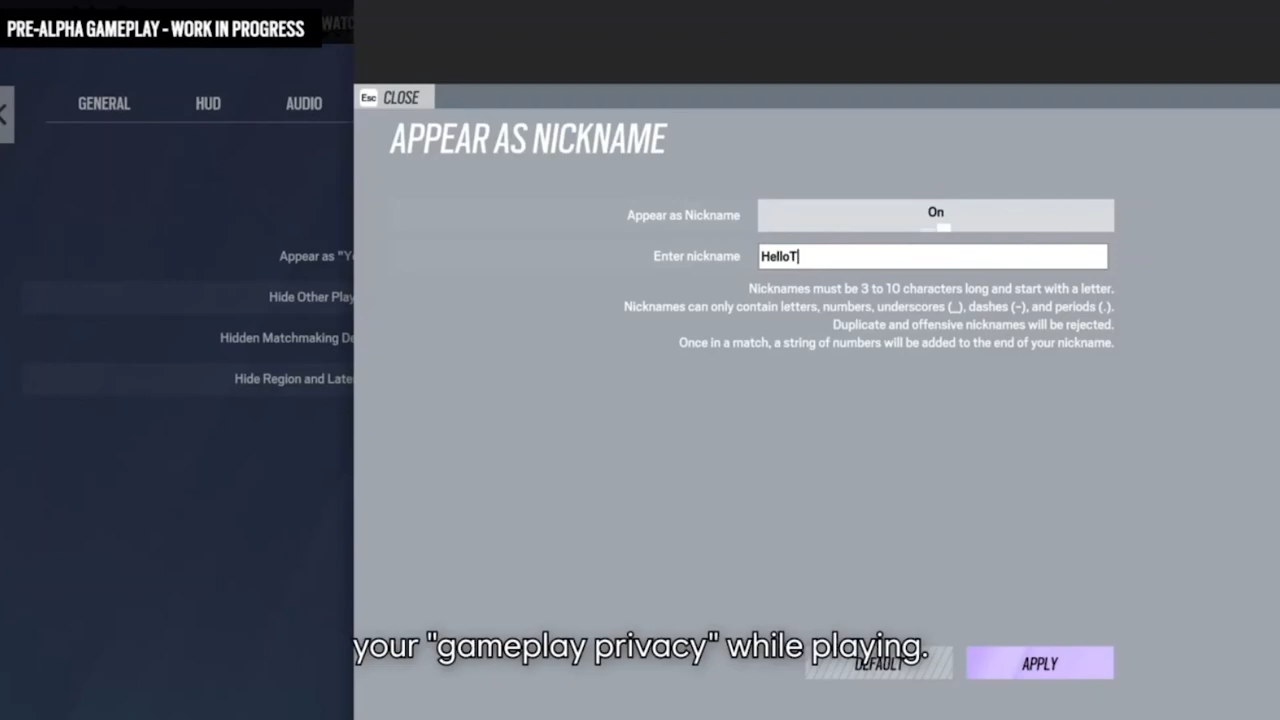 PRE-ALPHA GAMEPLAY - WORK IN PROGRESS
GENERAL HUD AUDIO
Esc CLOSE
APPEAR AS NICKNAME
Appear as Nickname On
Enter nickname HelloT
Nicknames must be 3 to 10 characters long and start with a letter.
Nicknames can only contain letters, numbers, underscores (_), dashes (-), and periods (.).
Duplicate and offensive nicknames will be rejected.
Once in a match, a string of numbers will be added to the end of your nickname.
Appear as "Yo
Hide Other Play
Hidden Matchmaking De
Hide Region and Late
your "gameplay privacy" while playing.
DEFAULT APPLY